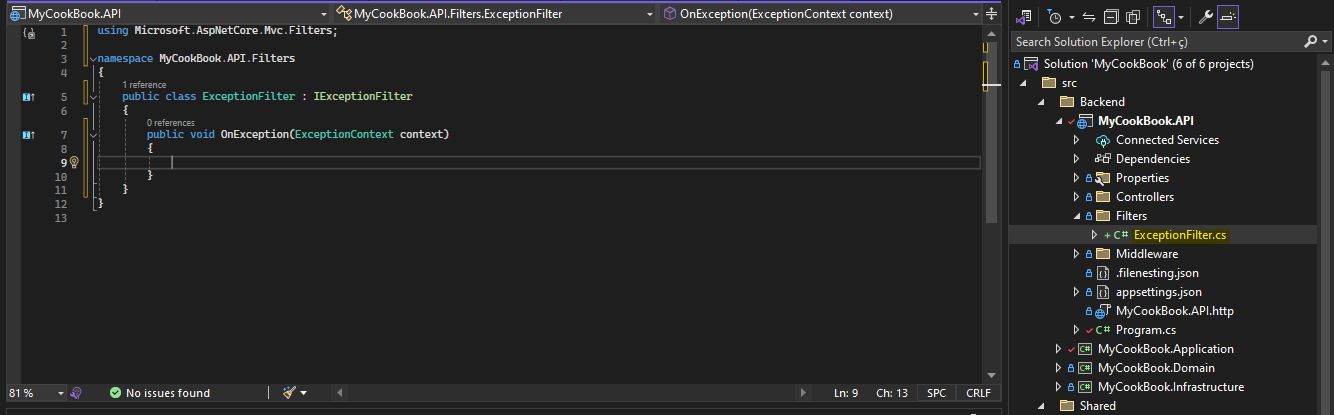 MyCookBook.API
MyCookBook.API.Filters.ExceptionFilter
OnException(ExceptionContext context)
1 using Microsoft.AspNetCore.Mvc.Filters;
2
3 namespace MyCookBook.API.Filters
4 {
1 reference
5 public class ExceptionFilter : IExceptionFilter
6 {
0 references
7 public void OnException(ExceptionContext context)
8 {
9
10 }
11 }
12 }
13
81 %
No issues found
Ln: 9
Ch: 13
SPC
CRLF
Search Solution Explorer (Ctrl+ç)
Solution 'MyCookBook' (6 of 6 projects)
src
Backend
MyCookBook.API
Connected Services
Dependencies
Properties
Controllers
Filters
+ C# ExceptionFilter.cs
Middleware
.filenesting.json
appsettings.json
MyCookBook.API.http
C# Program.cs
C# MyCookBook.Application
C# MyCookBook.Domain
C# MyCookBook.Infrastructure
Shared